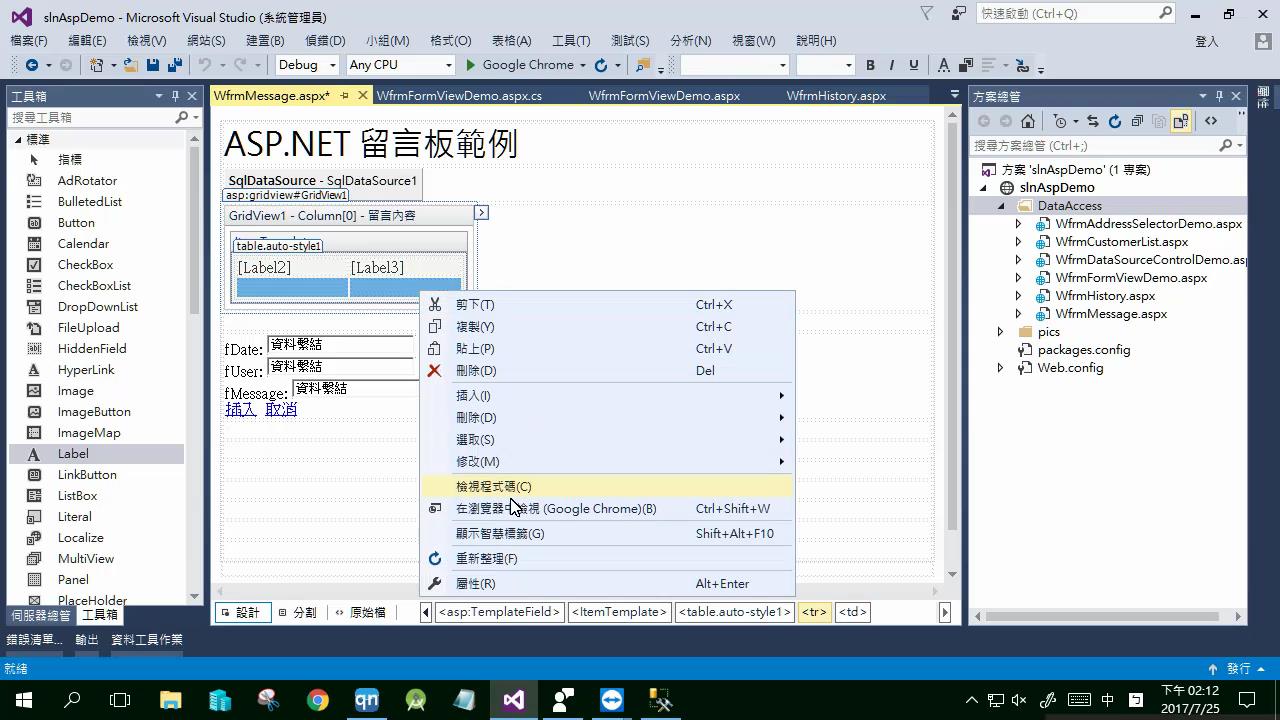 slnAspDemo - Microsoft Visual Studio (系統管理員)
快速啟動 (Ctrl+Q)
檔案(F) 編輯(E) 檢視(V) 網站(S) 建置(B) 偵錯(D) 小組(M) 格式(O) 表格(A) 工具(T) 測試(S) 分析(N) 視窗(W) 說明(H)
登入
Debug Any CPU Google Chrome B I U A
工具箱
搜尋工具箱
標準
指標
AdRotator
BulletedList
Button
Calendar
CheckBox
CheckBoxList
DropDownList
FileUpload
HiddenField
HyperLink
Image
ImageButton
ImageMap
Label
LinkButton
ListBox
Literal
Localize
MultiView
Panel
PlaceHolder
伺服器總管 工具箱
WfrmMessage.aspx* WfrmFormViewDemo.aspx.cs WfrmFormViewDemo.aspx WfrmHistory.aspx
ASP.NET 留言板範例
SqlDataSource - SqlDataSource1
asp:gridview#GridView1
GridView1 - Column[0] - 留言內容
table.auto-style1
[Label2] [Label3]
fDate: 資料繫結
fUser: 資料繫結
fMessage: 資料繫結
插入 取消
剪下(T) Ctrl+X
複製(Y) Ctrl+C
貼上(P) Ctrl+V
刪除(D) Del
插入(I)
刪除(D)
選取(S)
修改(M)
檢視程式碼(C)
在瀏覽器中檢視 (Google Chrome)(B) Ctrl+Shift+W
顯示智慧標籤(G) Shift+Alt+F10
重新整理(F)
屬性(R) Alt+Enter
設計 分割 原始檔 <asp:TemplateField> <ItemTemplate> <table.auto-style1> <tr> <td>
方案總管
搜尋方案總管 (Ctrl+;)
方案 'slnAspDemo' (1 專案)
slnAspDemo
DataAccess
WfrmAddressSelectorDemo.aspx
WfrmCustomerList.aspx
WfrmDataSourceControlDemo.asp
WfrmFormViewDemo.aspx
WfrmHistory.aspx
WfrmMessage.aspx
pics
packages.config
Web.config
錯誤清單... 輸出 資料工具作業
就緒
發行
qn
中
下午 02:12
2017/7/25